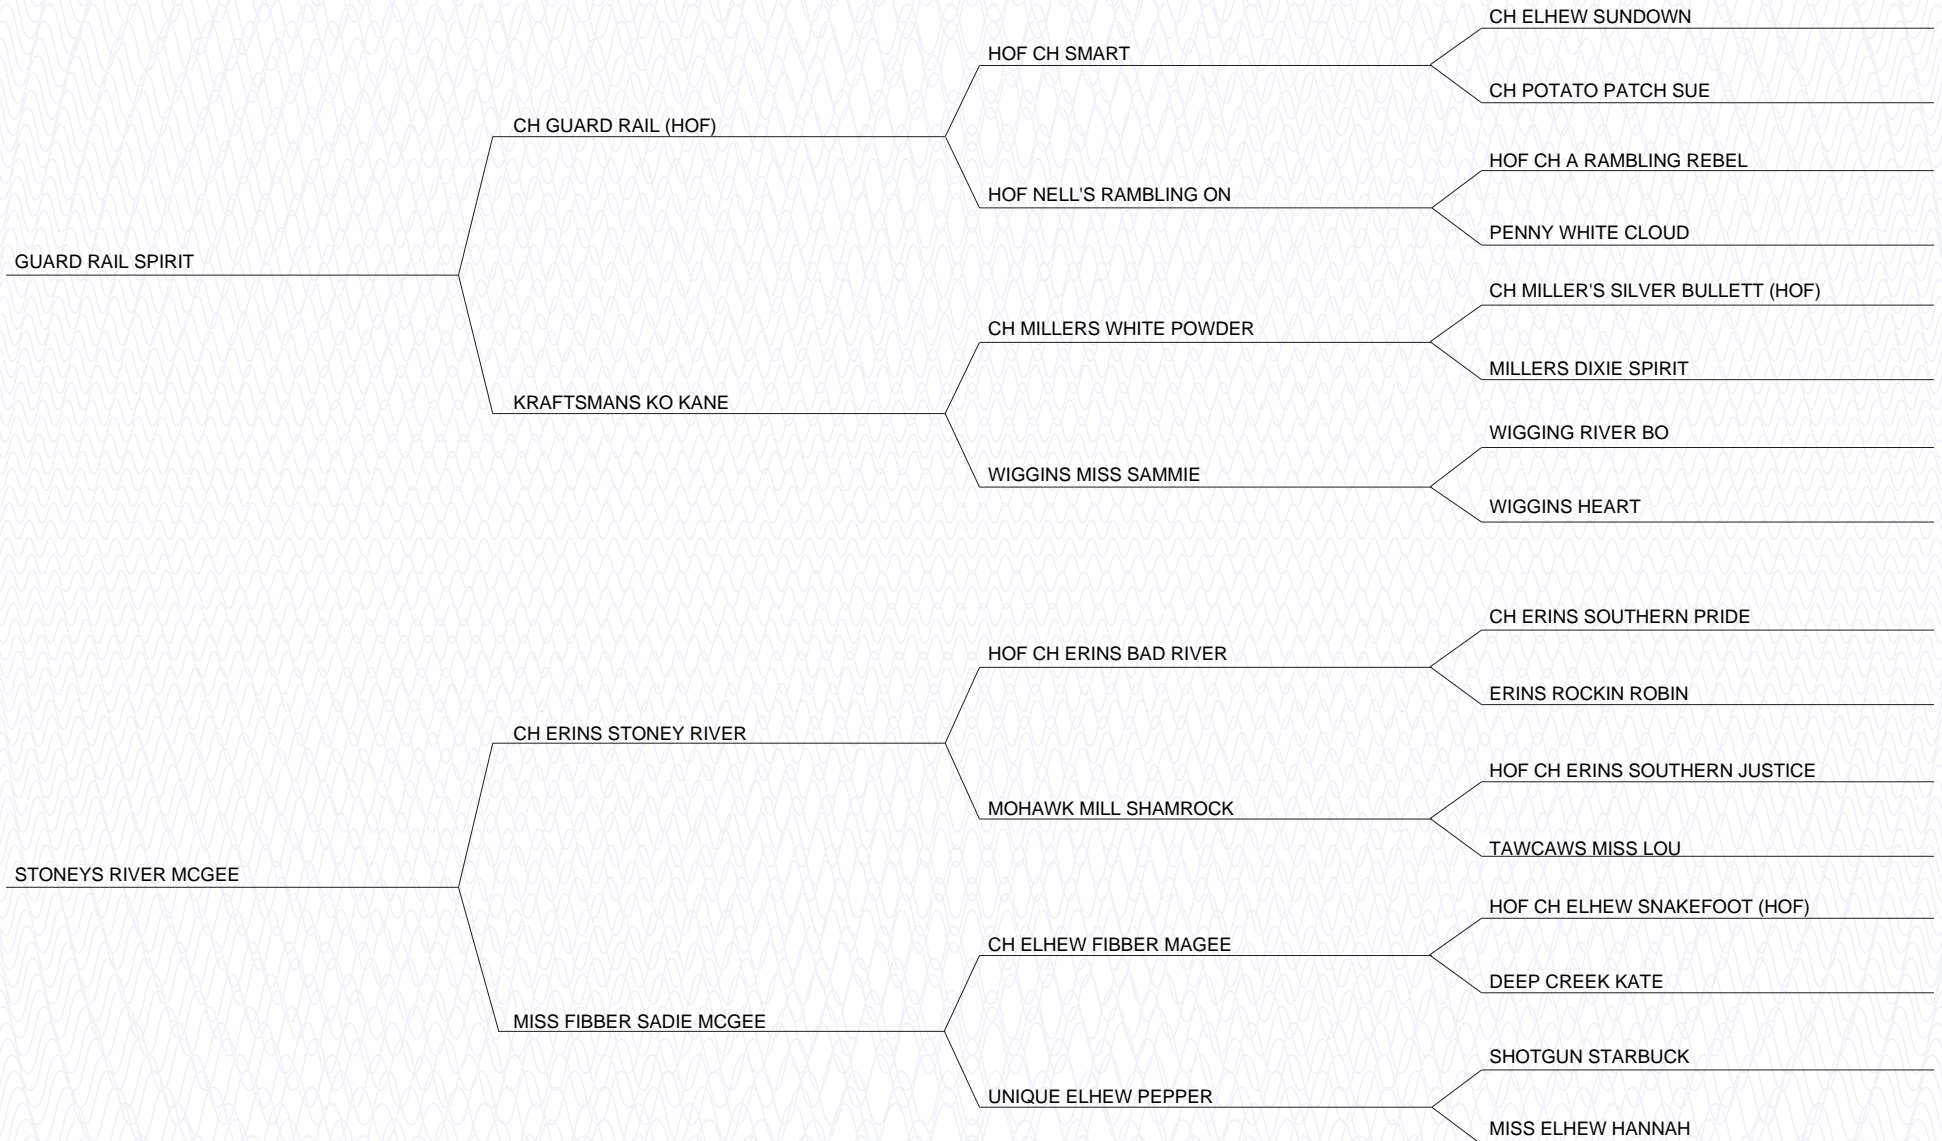 CH ELHEW SUNDOWN
HOF CH SMART
CH POTATO PATCH SUE
CH GUARD RAIL (HOF)
HOF CH A RAMBLING REBEL
HOF NELL'S RAMBLING ON
PENNY WHITE CLOUD
GUARD RAIL SPIRIT
CH MILLER'S SILVER BULLETT (HOF)
CH MILLERS WHITE POWDER
MILLERS DIXIE SPIRIT
KRAFTSMANS KO KANE
WIGGING RIVER BO
WIGGINS MISS SAMMIE
WIGGINS HEART
CH ERINS SOUTHERN PRIDE
HOF CH ERINS BAD RIVER
ERINS ROCKIN ROBIN
CH ERINS STONEY RIVER
HOF CH ERINS SOUTHERN JUSTICE
MOHAWK MILL SHAMROCK
TAWCAWS MISS LOU
STONEYS RIVER MCGEE
HOF CH ELHEW SNAKEFOOT (HOF)
CH ELHEW FIBBER MAGEE
DEEP CREEK KATE
MISS FIBBER SADIE MCGEE
SHOTGUN STARBUCK
UNIQUE ELHEW PEPPER
MISS ELHEW HANNAH